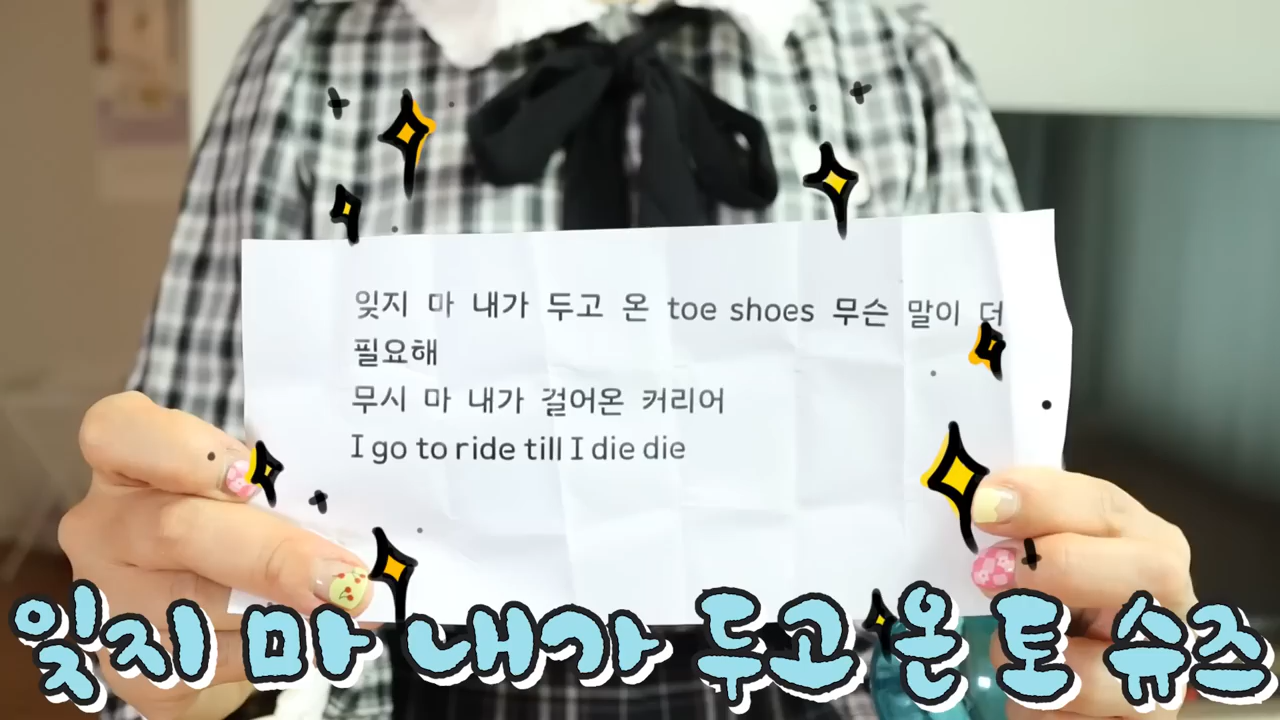 잊지 마 내가 두고 온 toe shoes 무슨 말이 더
필요해
무시 마 내가 걸어온 커리어
I go to ride till I die die
잊지 마 내가 두고 온 토 슈즈